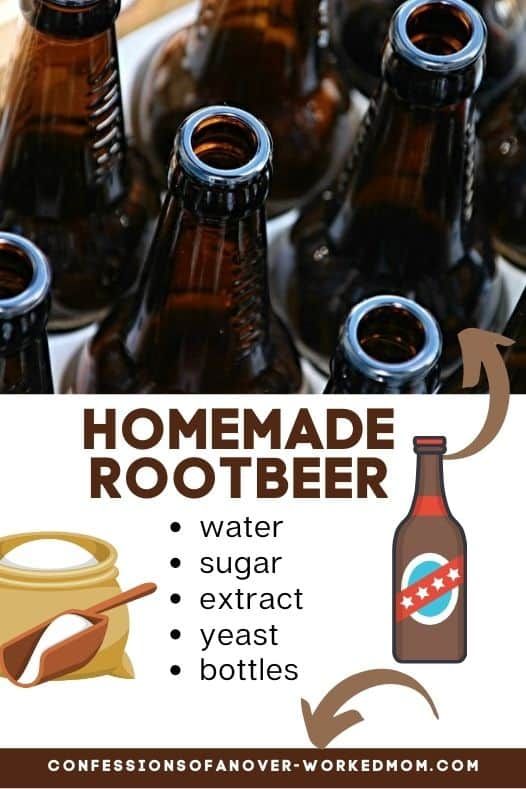 HOMEMADE
ROOTBEER
• water
• sugar
• extract
• yeast
• bottles
CONFESSIONSOFANOVER-WORKEDMOM.COM